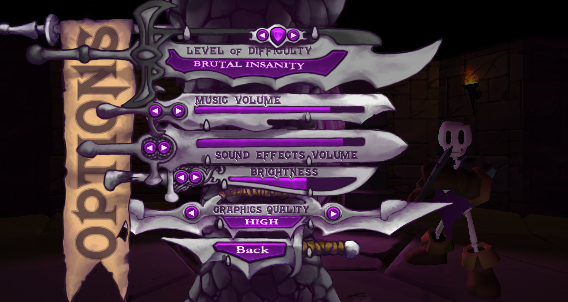 OPTIONS
LEVEL OF DIFFICULTY
BRUTAL INSANITY
MUSIC VOLUME
SOUND EFFECTS VOLUME
BRIGHTNESS
GRAPHICS QUALITY
HIGH
Back